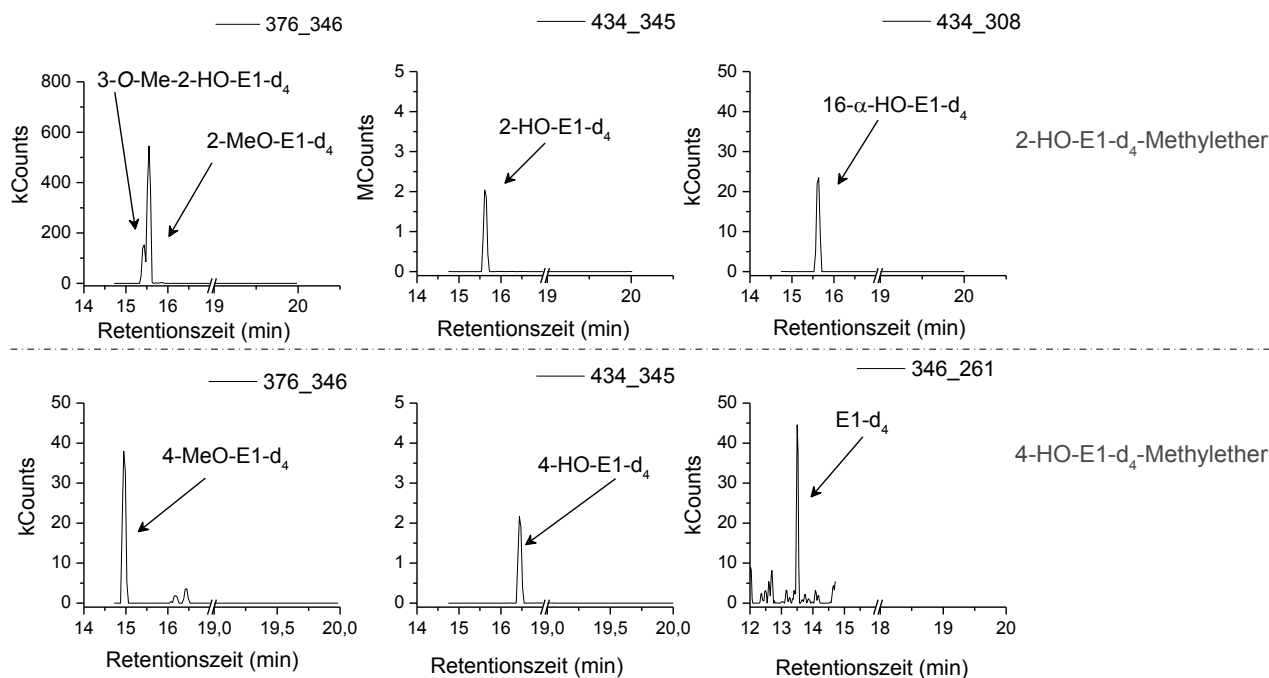 376_346
434_345
434_308
800
600
400
200
0
kCounts
3-O-Me-2-HO-E1-d4
2-MeO-E1-d4
14 15 16 19 20
Retentionszeit (min)
5
4
3
2
1
0
MCounts
2-HO-E1-d4
14 15 16 19 20
Retentionszeit (min)
50
40
30
20
10
0
kCounts
16-α-HO-E1-d4
14 15 16 19 20
Retentionszeit (min)
2-HO-E1-d4-Methylether
376_346
434_345
346_261
50
40
30
20
10
0
kCounts
4-MeO-E1-d4
14 15 16 19,0 19,5 20,0
Retentionszeit (min)
5
4
3
2
1
0
kCounts
4-HO-E1-d4
14 15 16 19,0 19,5 20,0
Retentionszeit (min)
50
40
30
20
10
0
kCounts
E1-d4
12 13 14 15 18 20
Retentionszeit (min)
4-HO-E1-d4-Methylether